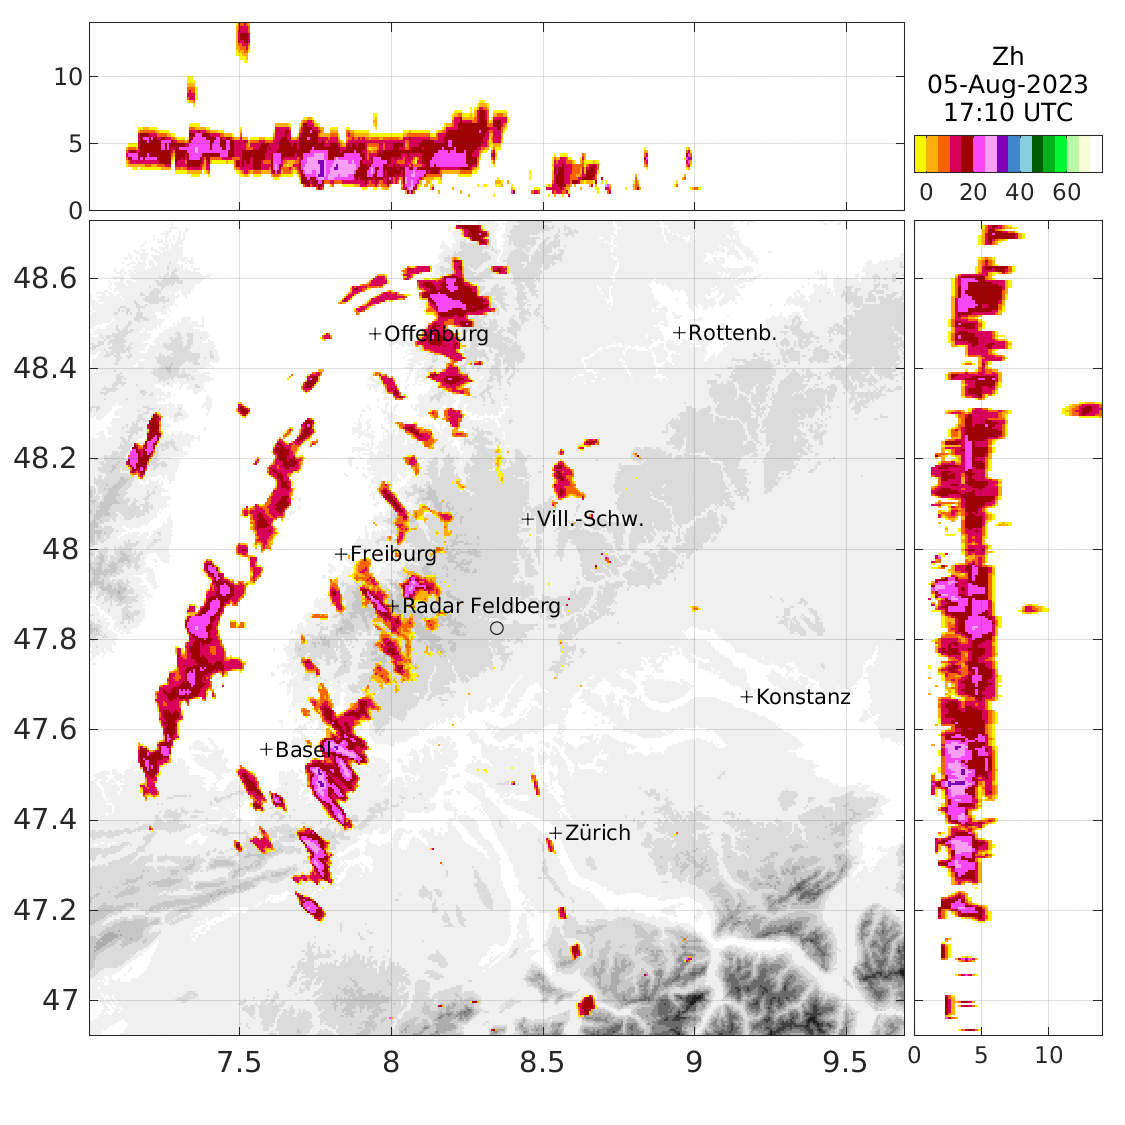 Zh
05-Aug-2023
17:10 UTC
0 20 40 60
10
5
0
48.6
48.4
48.2
48
47.8
47.6
47.4
47.2
47
+Offenburg
+Rottenb.
+Vill.-Schw.
+Freiburg
+Radar Feldberg
+Konstanz
+Basel
+Zürich
7.5 8 8.5 9 9.5
0 5 10